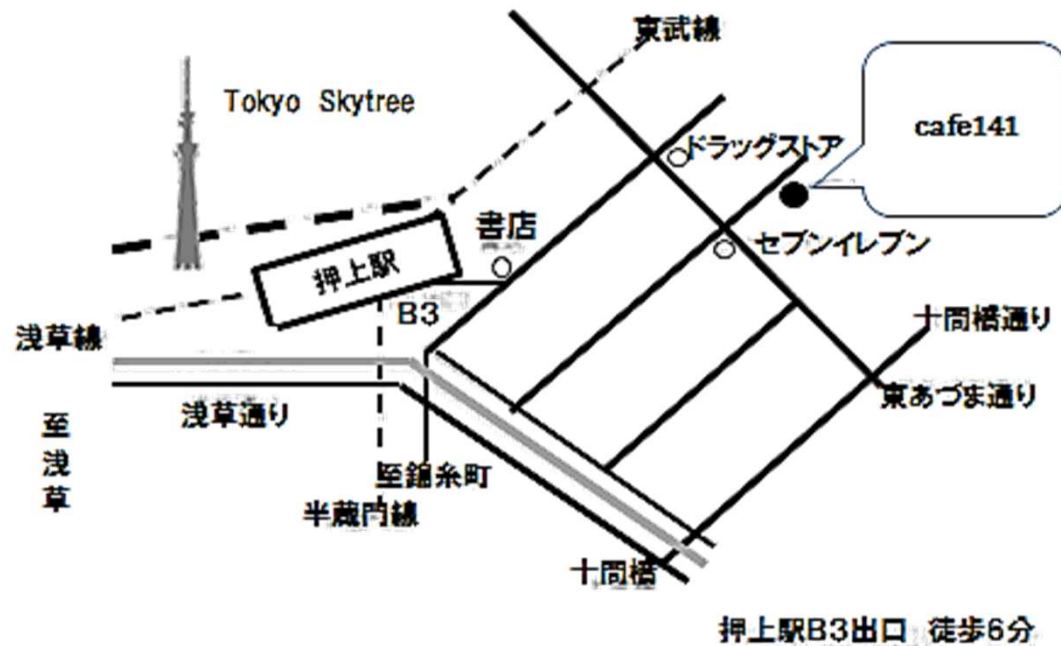 東武線
Tokyo Skytree
cafe141
ドラッグストア
書店
セブンイレブン
押上駅
B3
十間橋通り
浅草線
東あづま通り
浅草通り
至浅草
至錦糸町
半蔵門線
十間橋
押上駅B3出口 徒歩6分